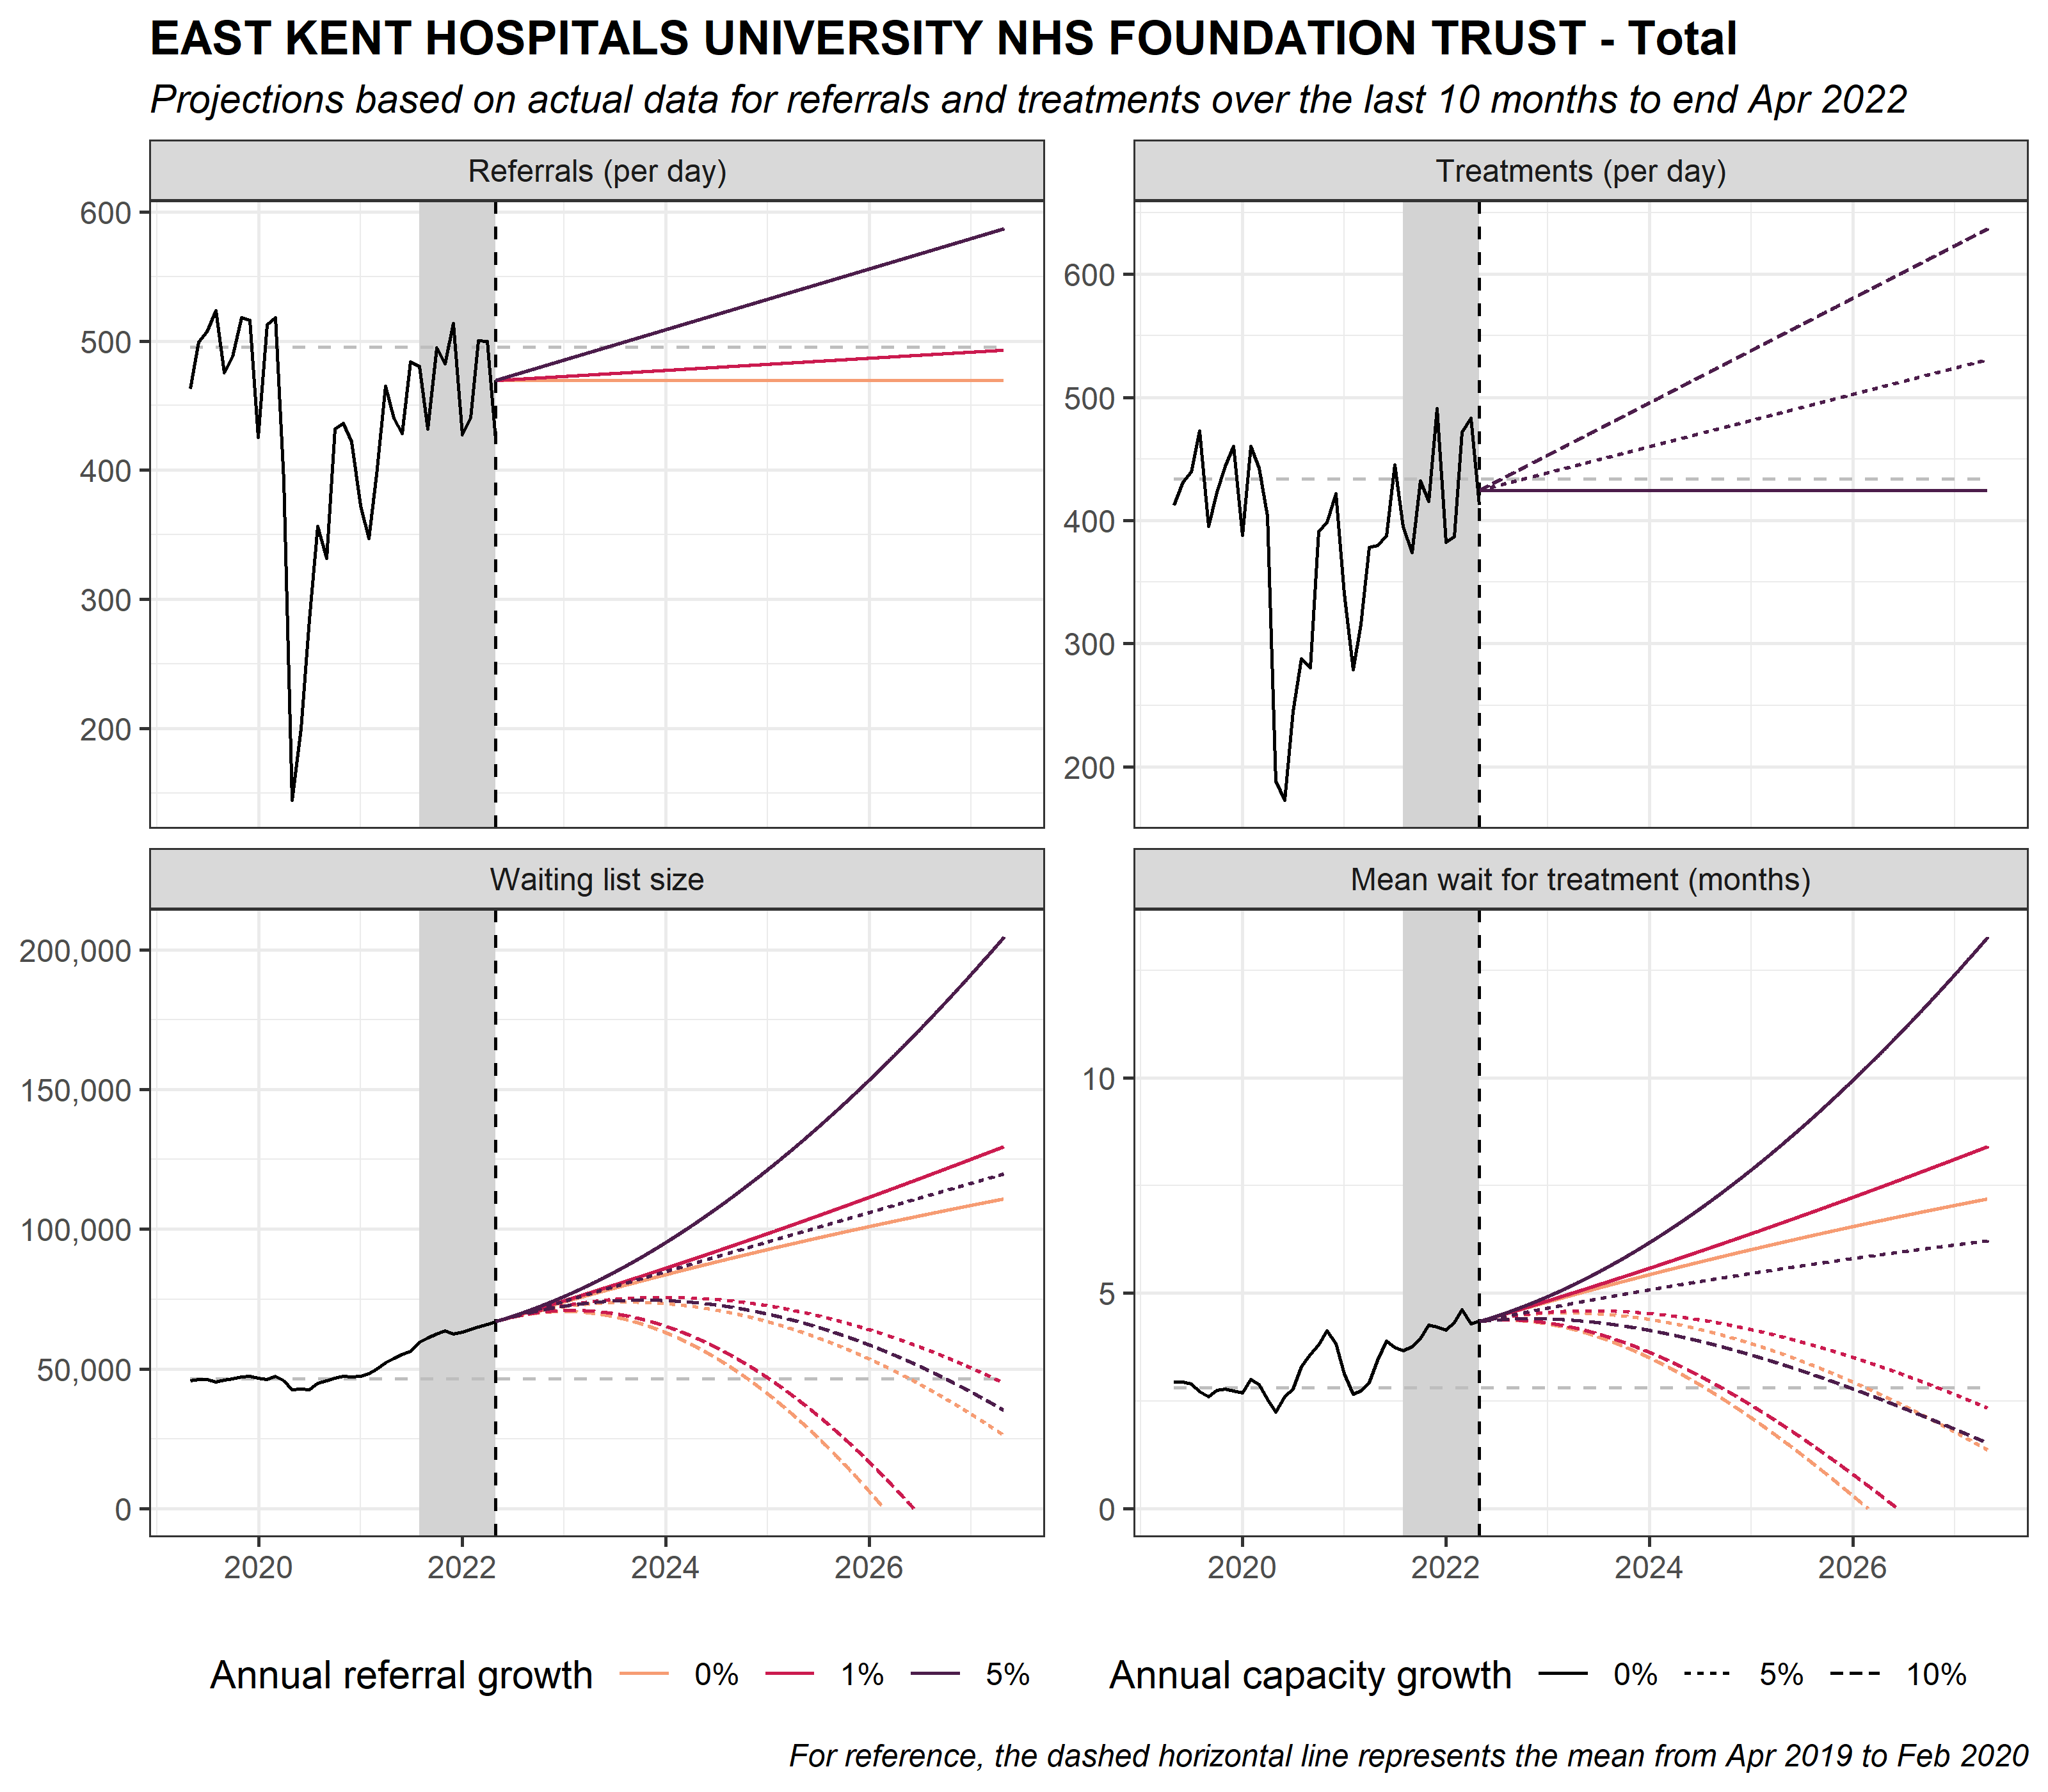 EAST KENT HOSPITALS UNIVERSITY NHS FOUNDATION TRUST - Total
Projections based on actual data for referrals and treatments over the last 10 months to end Apr 2022
Referrals (per day)
600
500
400
300
200
Treatments (per day)
600
500
400
300
200
Waiting list size
200,000
150,000
100,000
50,000
0
2020 2022 2024 2026
Mean wait for treatment (months)
10
5
0
2020 2022 2024 2026
Annual referral growth 0% 1% 5%
Annual capacity growth 0% 5% 10%
For reference, the dashed horizontal line represents the mean from Apr 2019 to Feb 2020